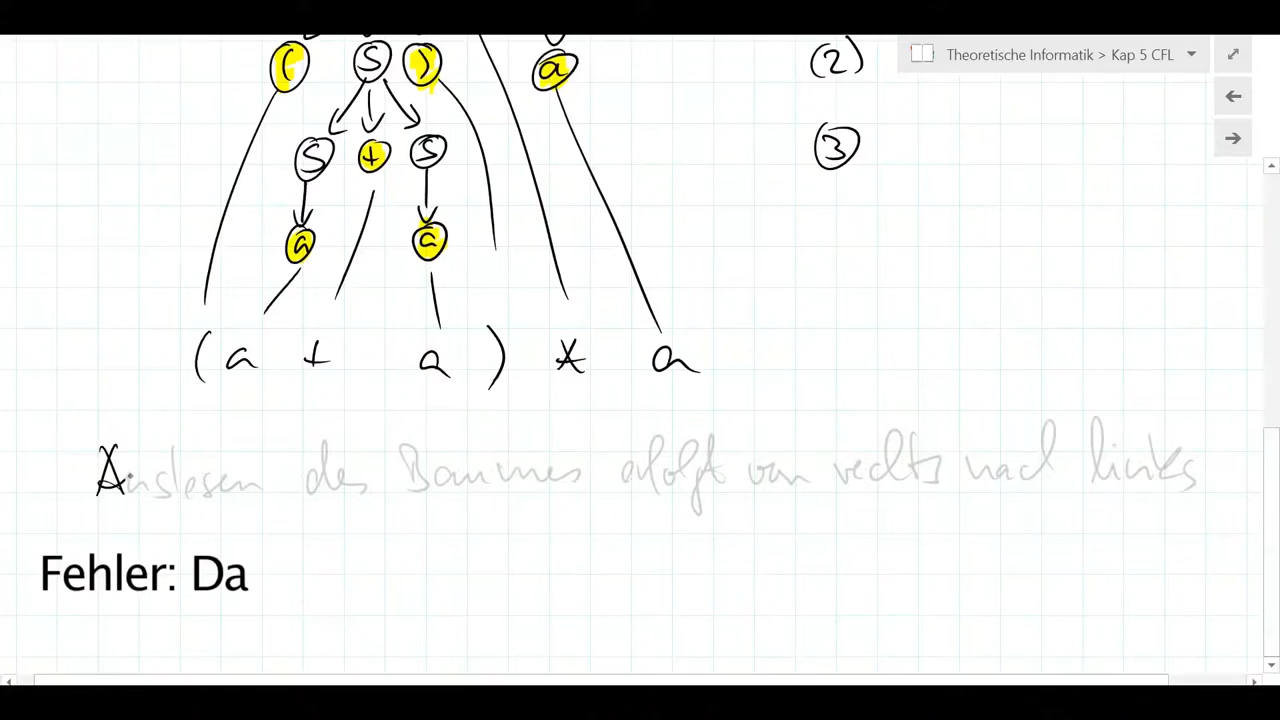 ( S ) a (2)
Theoretische Informatik > Kap 5 CFL
S + S (3)
a a
( a + a ) * a
Auslesen des Baumes erfolgt von rechts nach links
Fehler: Da